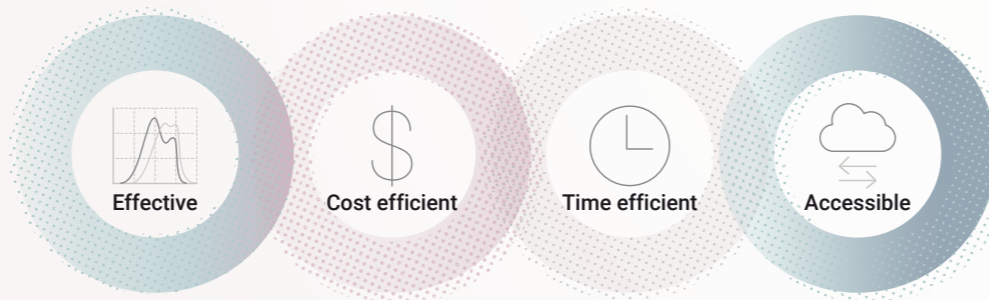 Effective
Cost efficient
Time efficient
Accessible